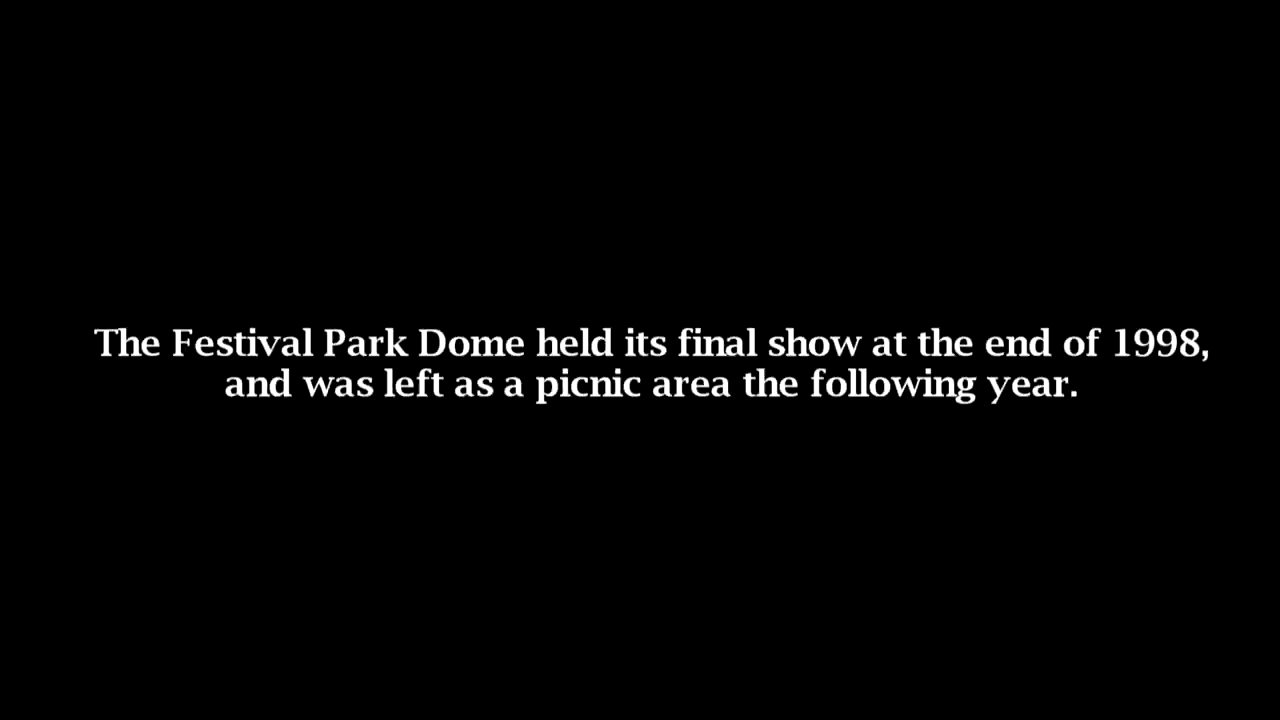 The Festival Park Dome held its final show at the end of 1998,
and was left as a picnic area the following year.